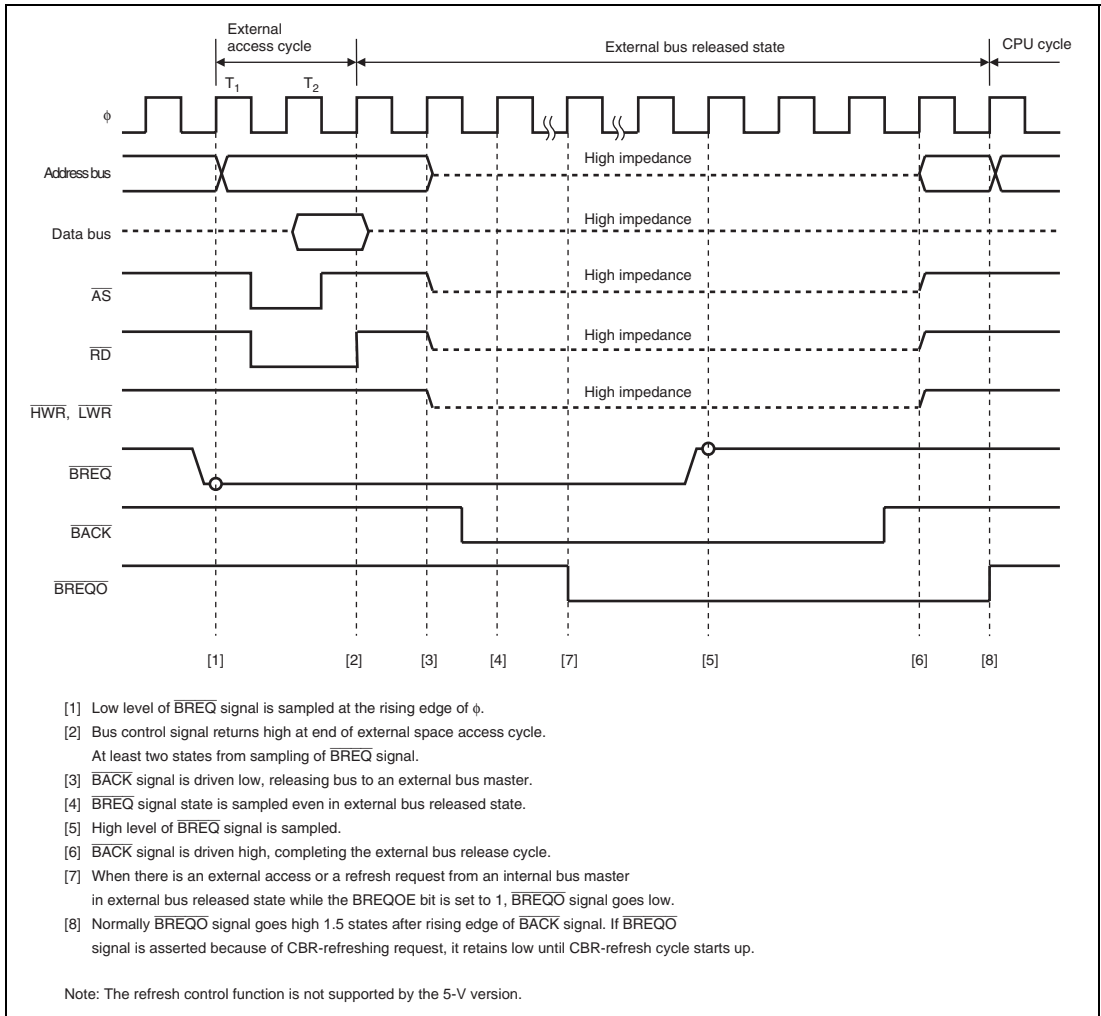 External
access cycle
External bus released state
CPU cycle
T1
T2
ϕ
Address bus
High impedance
Data bus
High impedance
AS
High impedance
RD
High impedance
HWR, LWR
High impedance
BREQ
BACK
BREQO
[1] [2] [3] [4] [7] [5] [6] [8]
[1] Low level of BREQ signal is sampled at the rising edge of ϕ.
[2] Bus control signal returns high at end of external space access cycle.
At least two states from sampling of BREQ signal.
[3] BACK signal is driven low, releasing bus to an external bus master.
[4] BREQ signal state is sampled even in external bus released state.
[5] High level of BREQ signal is sampled.
[6] BACK signal is driven high, completing the external bus release cycle.
[7] When there is an external access or a refresh request from an internal bus master
in external bus released state while the BREQOE bit is set to 1, BREQO signal goes low.
[8] Normally BREQO signal goes high 1.5 states after rising edge of BACK signal. If BREQO
signal is asserted because of CBR-refreshing request, it retains low until CBR-refresh cycle starts up.
Note: The refresh control function is not supported by the 5-V version.